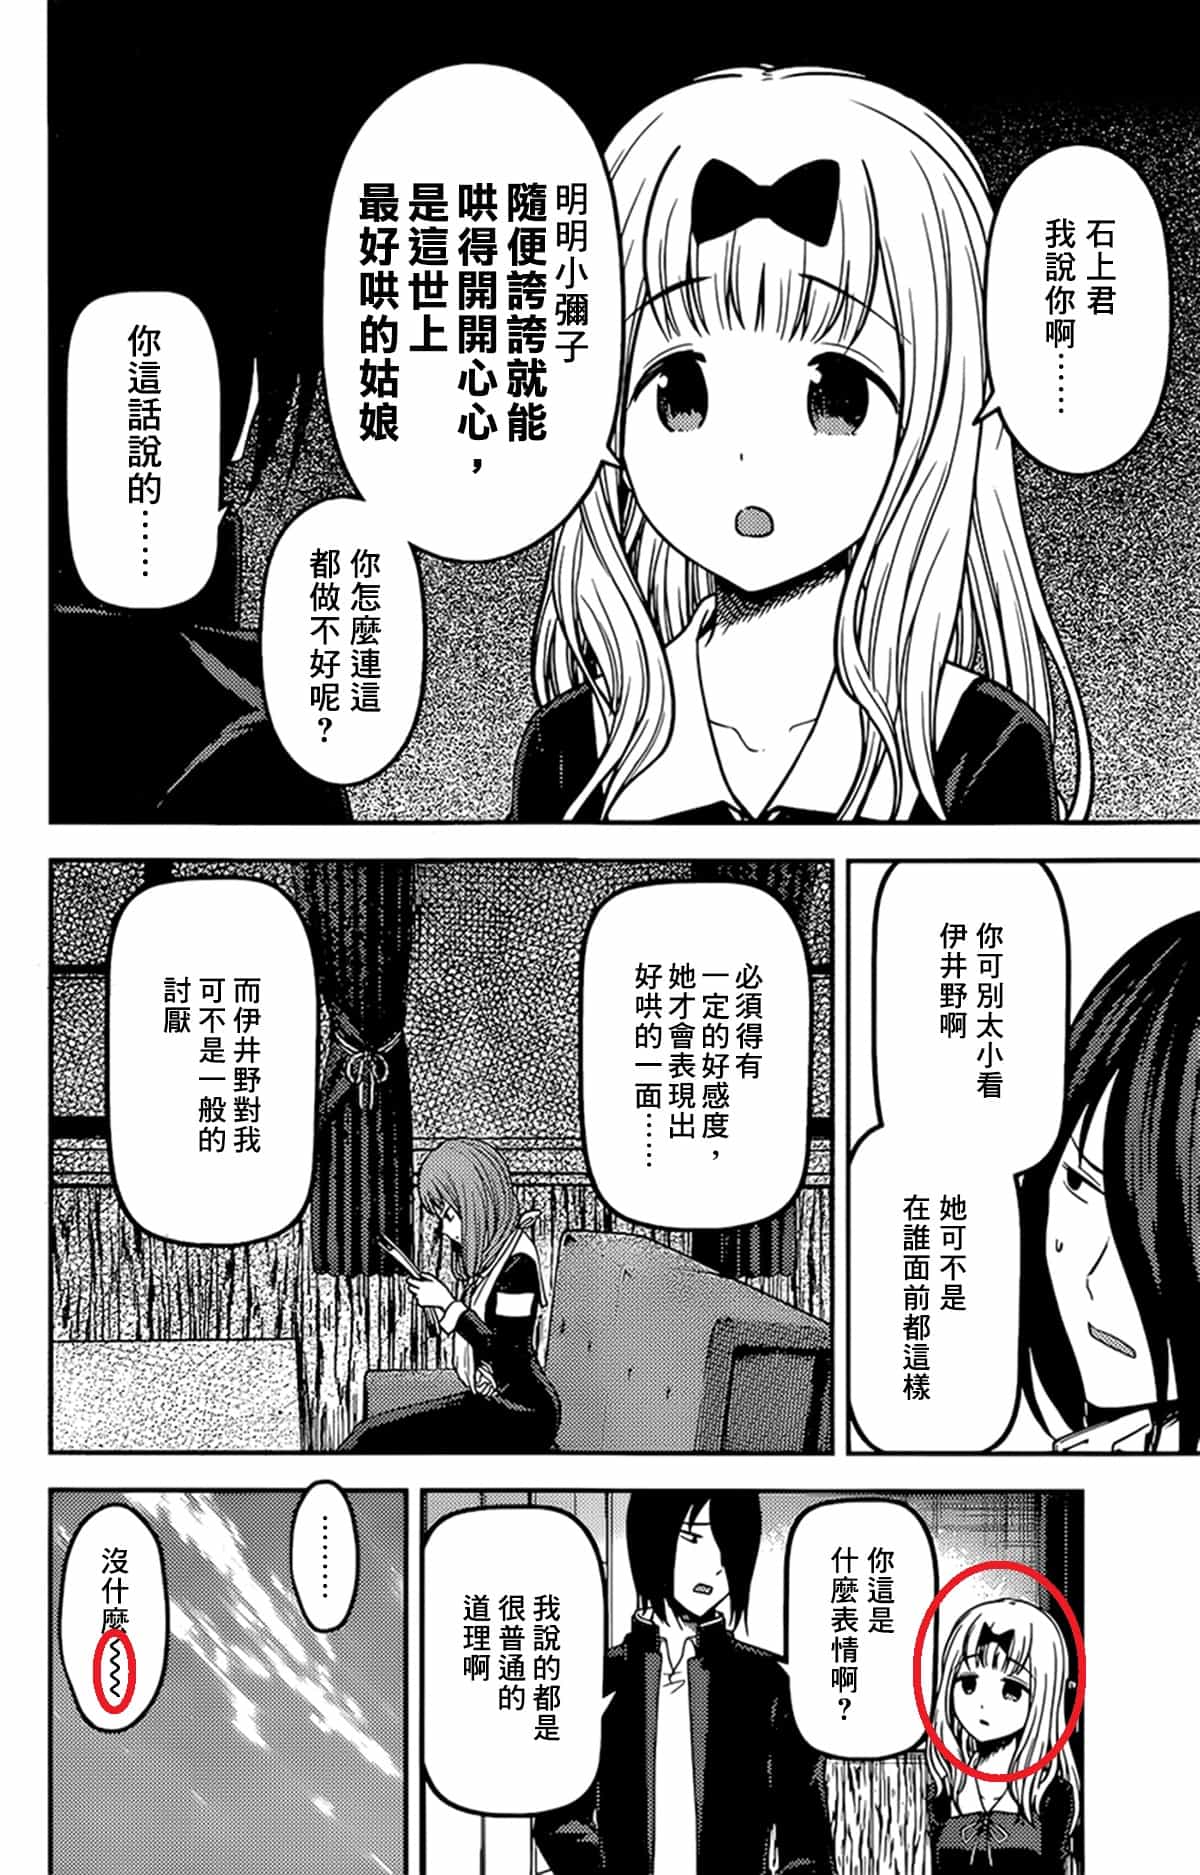 石上君
我說你啊……
明明小彌子
隨便誇誇就能
哄得開開心心，
是這世上
最好哄的姑娘
你怎麼連這
都做不好呢？
你這話說的……
你可別太小看
伊井野啊
她可不是
在誰面前都這樣
必須得有
一定的好感度，
她才會表現出
好哄的一面……
而伊井野對我
可不是一般的
討厭
你這是
什麼表情啊？
我說的都是
很普通的
道理啊
………
沒什麼～～